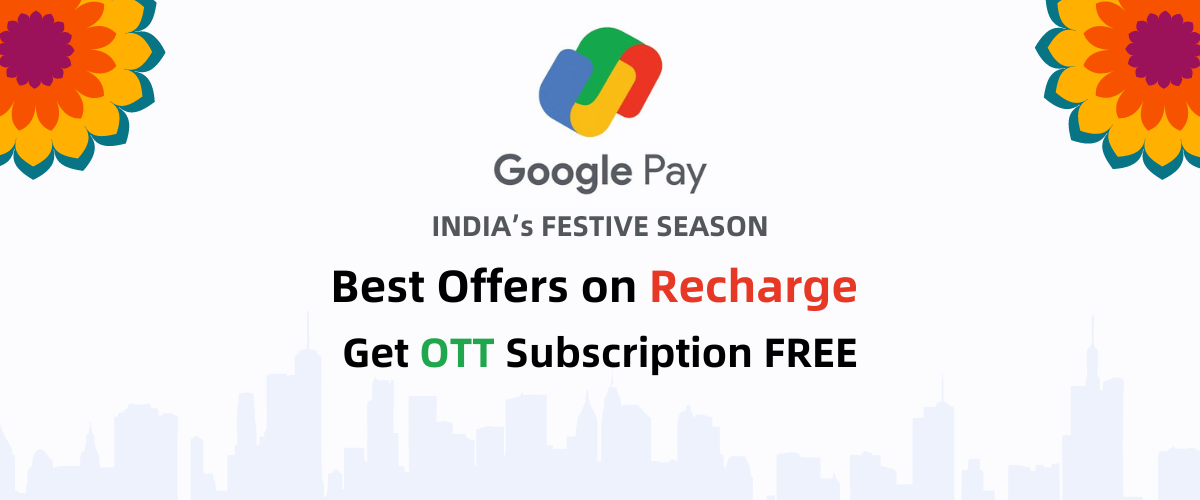 Google Pay
INDIA’s FESTIVE SEASON
Best Offers on Recharge
Get OTT Subscription FREE